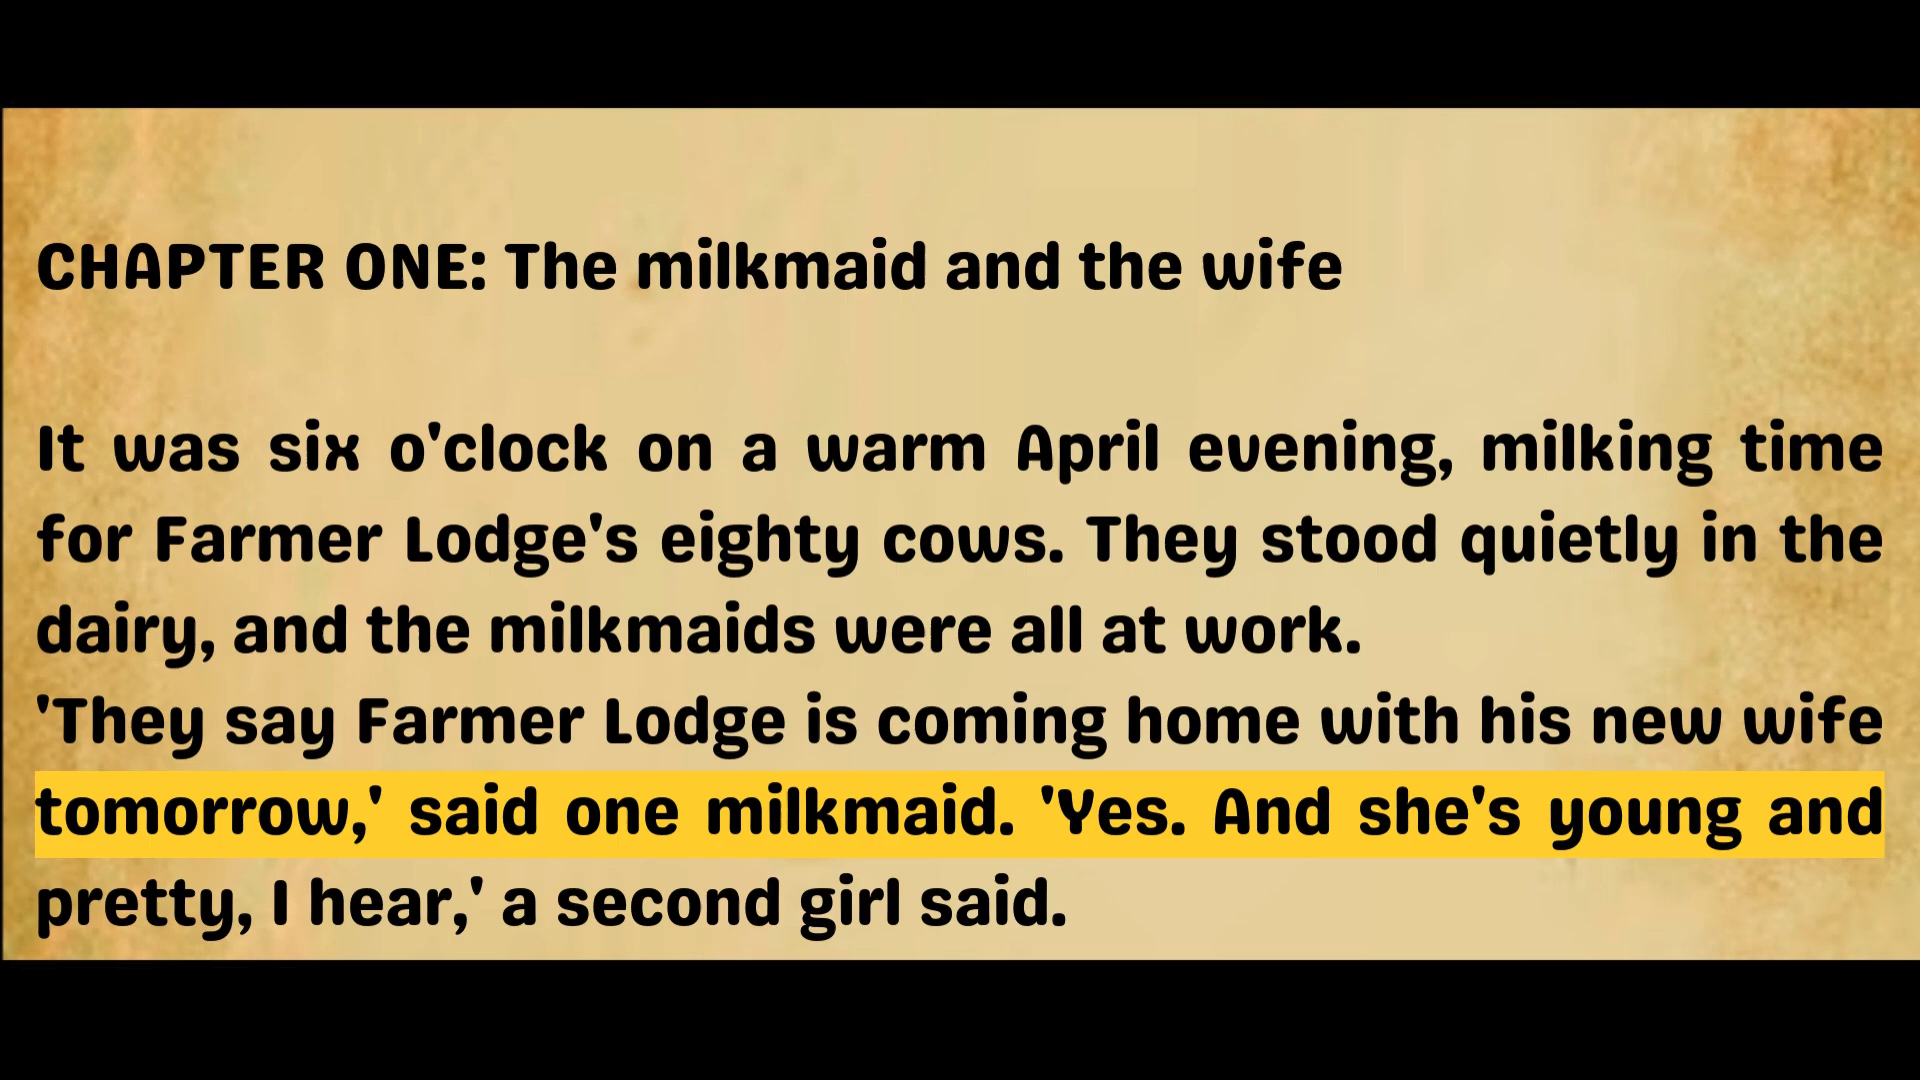 CHAPTER ONE: The milkmaid and the wife
It was six o'clock on a warm April evening, milking time
for Farmer Lodge's eighty cows. They stood quietly in the
dairy, and the milkmaids were all at work.
'They say Farmer Lodge is coming home with his new wife
tomorrow,' said one milkmaid. 'Yes. And she's young and
pretty, I hear,' a second girl said.